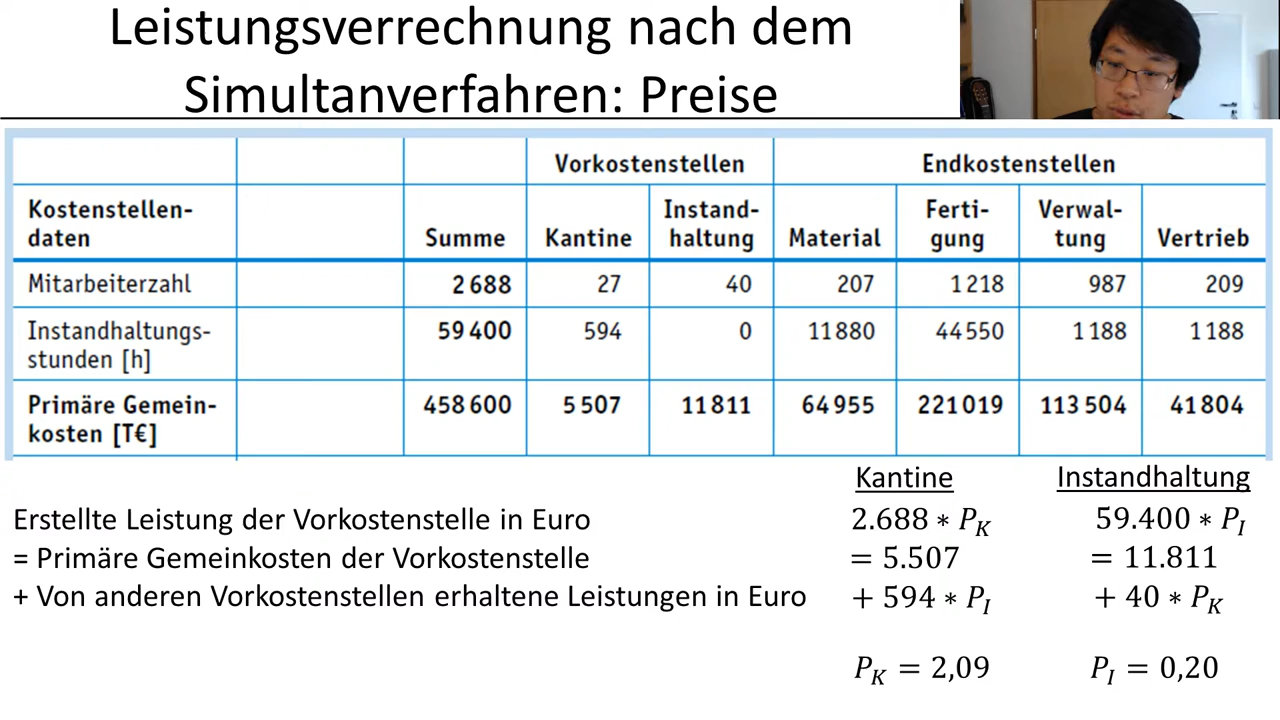 Leistungsverrechnung nach dem
Simultanverfahren: Preise
Vorkostenstellen Endkostenstellen
Kostenstellen-
daten Summe Kantine Instand-
haltung Material Ferti-
gung Verwal-
tung Vertrieb
Mitarbeiterzahl 2 688 27 40 207 1 218 987 209
Instandhaltungs-
stunden [h] 59 400 594 0 11 880 44 550 1 188 1 188
Primäre Gemein-
kosten [T€] 458 600 5 507 11 811 64 955 221 019 113 504 41 804
Kantine Instandhaltung
Erstellte Leistung der Vorkostenstelle in Euro 2.688 ∗ P_K 59.400 ∗ P_I
= Primäre Gemeinkosten der Vorkostenstelle = 5.507 = 11.811
+ Von anderen Vorkostenstellen erhaltene Leistungen in Euro + 594 ∗ P_I + 40 ∗ P_K
P_K = 2,09 P_I = 0,20